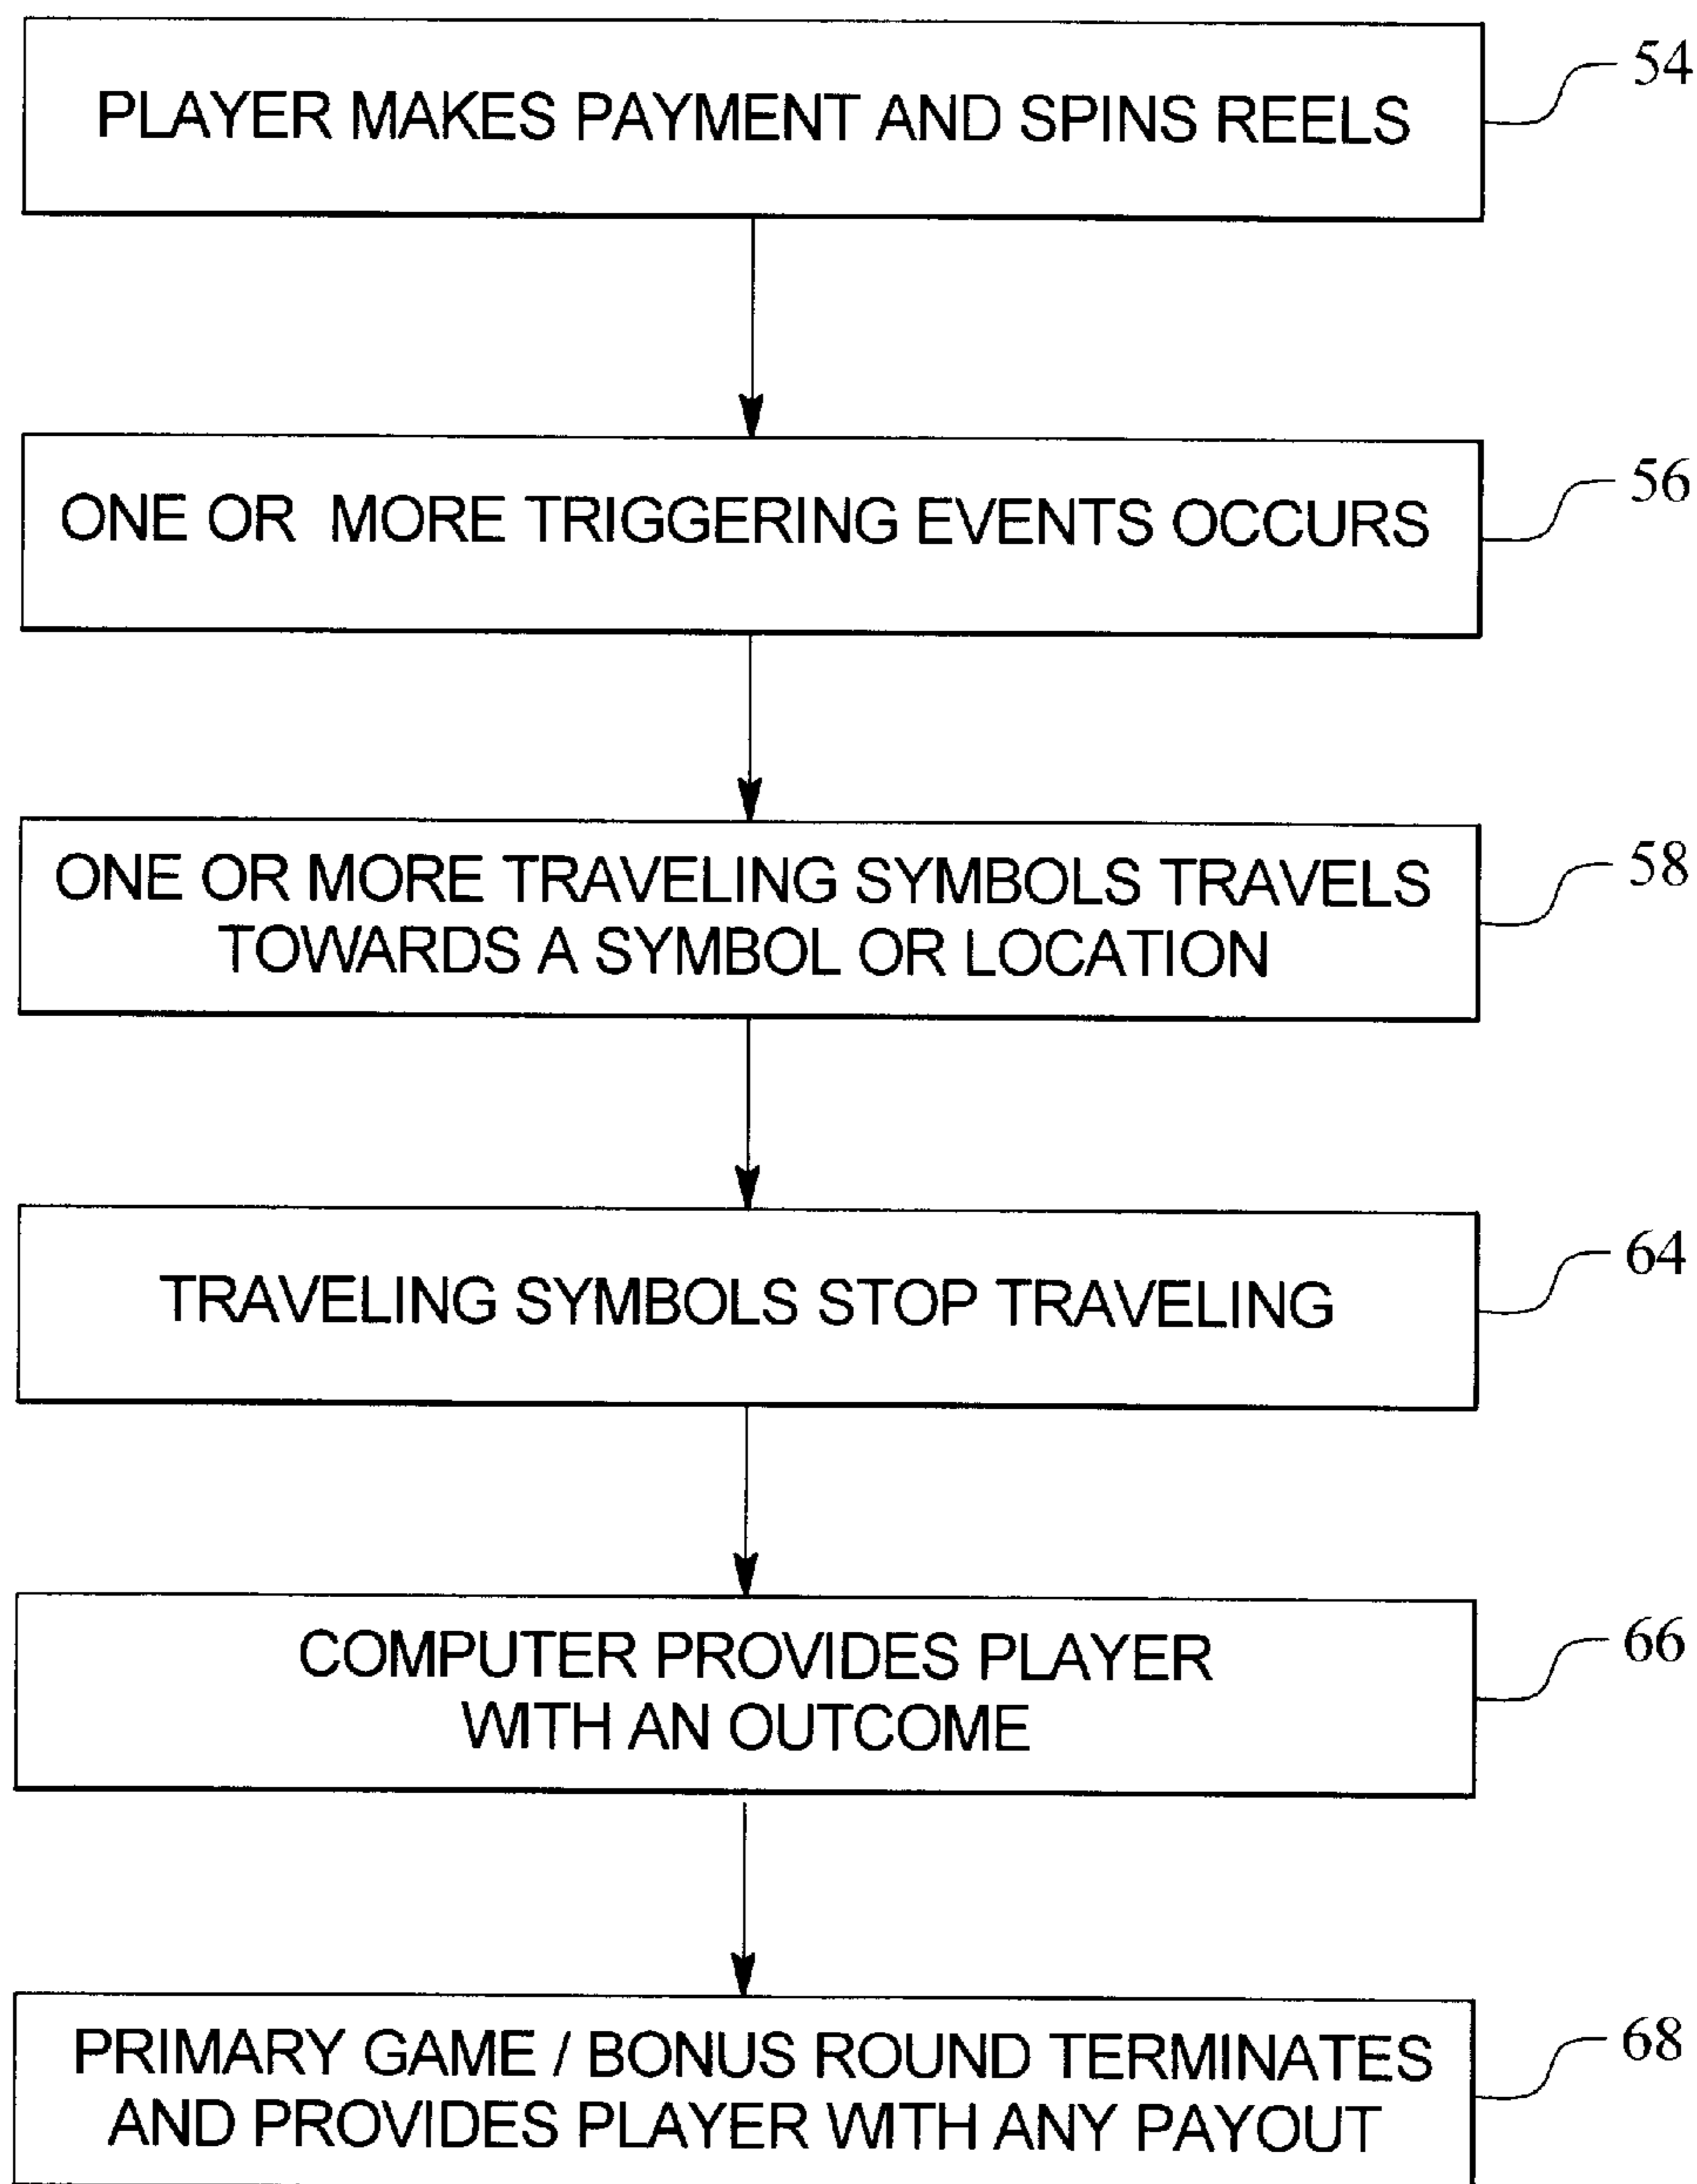 PLAYER MAKES PAYMENT AND SPINS REELS
54
ONE OR MORE TRIGGERING EVENTS OCCURS
56
ONE OR MORE TRAVELING SYMBOLS TRAVELS
TOWARDS A SYMBOL OR LOCATION
58
TRAVELING SYMBOLS STOP TRAVELING
64
COMPUTER PROVIDES PLAYER
WITH AN OUTCOME
66
PRIMARY GAME / BONUS ROUND TERMINATES
AND PROVIDES PLAYER WITH ANY PAYOUT
68